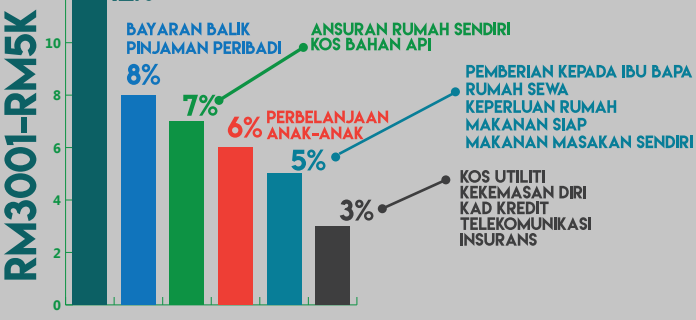 RM3001-RM5K
10
8
6
4
2
0
BAYARAN BALIK
PINJAMAN PERIBADI
8%
ANSURAN RUMAH SENDIRI
KOS BAHAN API
7%
PERBELANJAAN
ANAK-ANAK
6%
PEMBERIAN KEPADA IBU BAPA
RUMAH SEWA
KEPERLUAN RUMAH
MAKANAN SIAP
MAKANAN MASAKAN SENDIRI
5%
KOS UTILITI
KEKEMASAN DIRI
KAD KREDIT
TELEKOMUNIKASI
INSURANS
3%